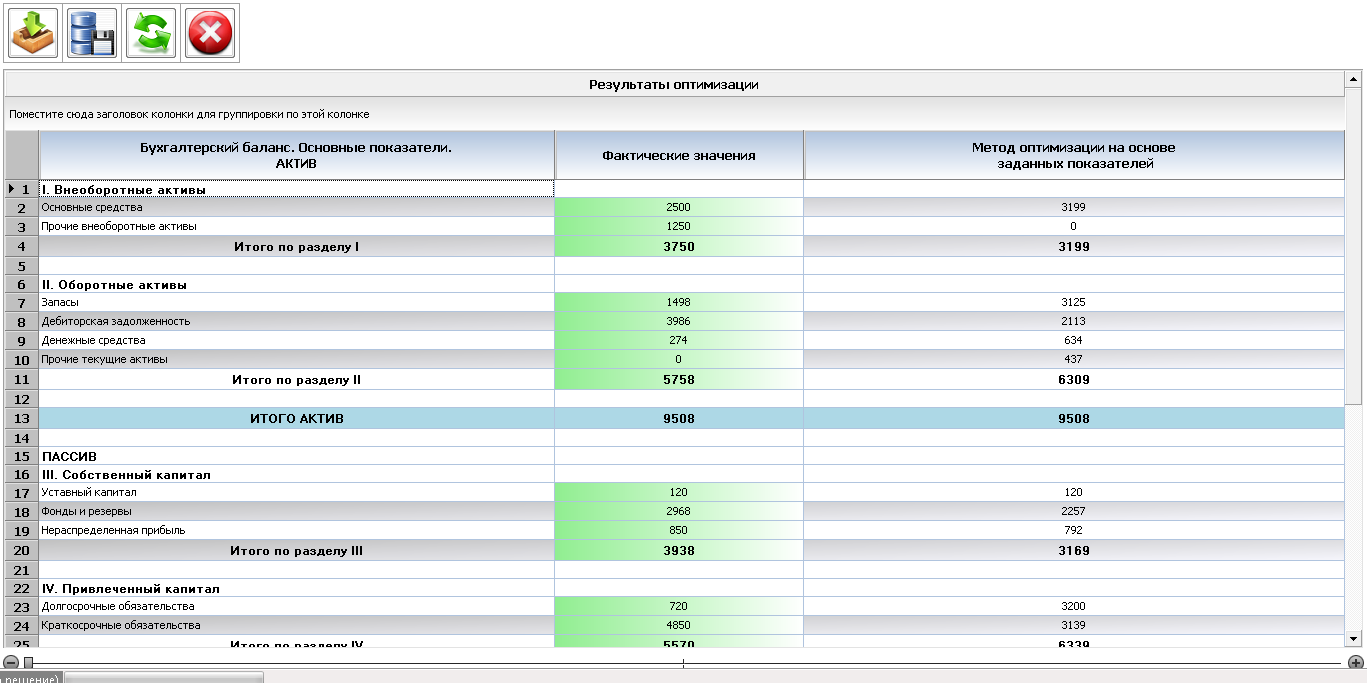 Результаты оптимизации
Поместите сюда заголовок колонки для группировки по этой колонке
Бухгалтерский баланс. Основные показатели.
АКТИВ
Фактические значения
Метод оптимизации на основе
заданных показателей
1 I. Внеоборотные активы
2 Основные средства 2500 3199
3 Прочие внеоборотные активы 1250 0
4 Итого по разделу I 3750 3199
5
6 II. Оборотные активы
7 Запасы 1498 3125
8 Дебиторская задолженность 3986 2113
9 Денежные средства 274 634
10 Прочие текущие активы 0 437
11 Итого по разделу II 5758 6309
12
13 ИТОГО АКТИВ 9508 9508
14
15 ПАССИВ
16 III. Собственный капитал
17 Уставный капитал 120 120
18 Фонды и резервы 2968 2257
19 Нераспределенная прибыль 850 792
20 Итого по разделу III 3938 3169
21
22 IV. Привлеченный капитал
23 Долгосрочные обязательства 720 3200
24 Краткосрочные обязательства 4850 3139
25 Итого по разделу IV 5570 6339
решение)